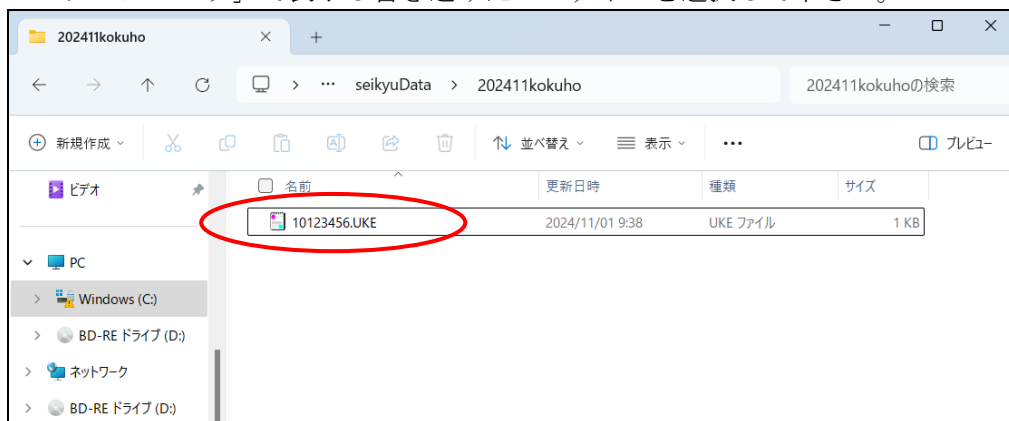 202411kokuho
seikyuData > 202411kokuho
202411kokuhoの検索
新規作成
並べ替え
表示
プレビュー
ビデオ
名前
更新日時
種類
サイズ
10123456.UKE
2024/11/01 9:38
UKE ファイル
1 KB
PC
Windows (C:)
BD-RE ドライブ (D:)
ネットワーク
BD-RE ドライブ (D:)